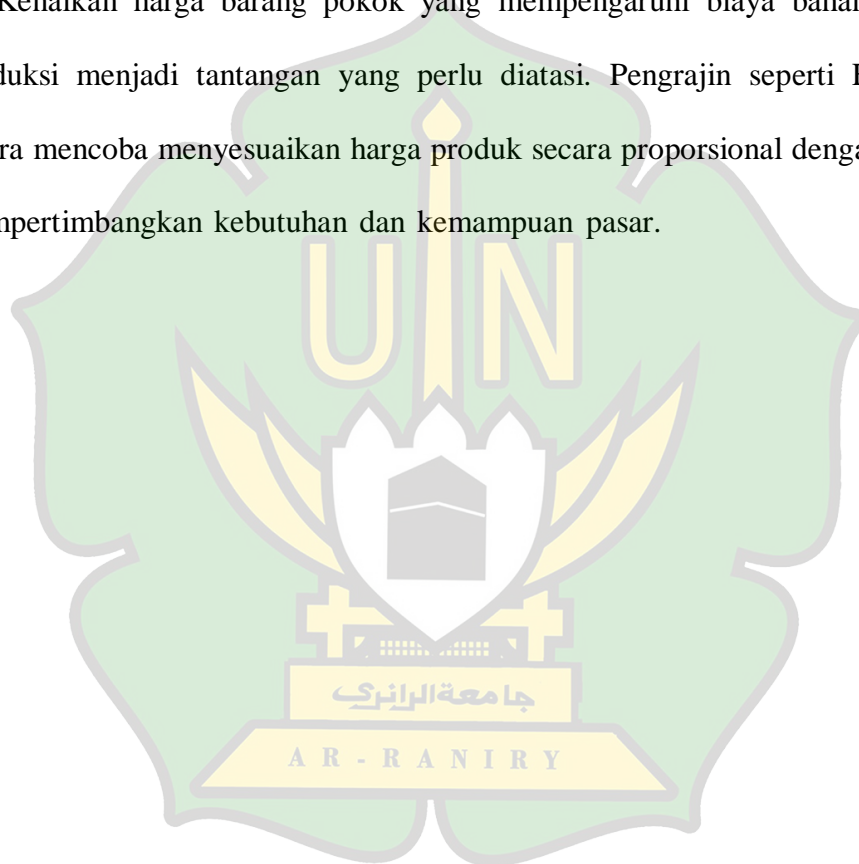 Kenaikan harga barang pokok yang mempengaruhi biaya bahan
duksi menjadi tantangan yang perlu diatasi. Pengrajin seperti
ra mencoba menyesuaikan harga produk secara proporsional denga
mpertimbangkan kebutuhan dan kemampuan pasar.
UIN
جامعةالرانري
AR-RANIRY